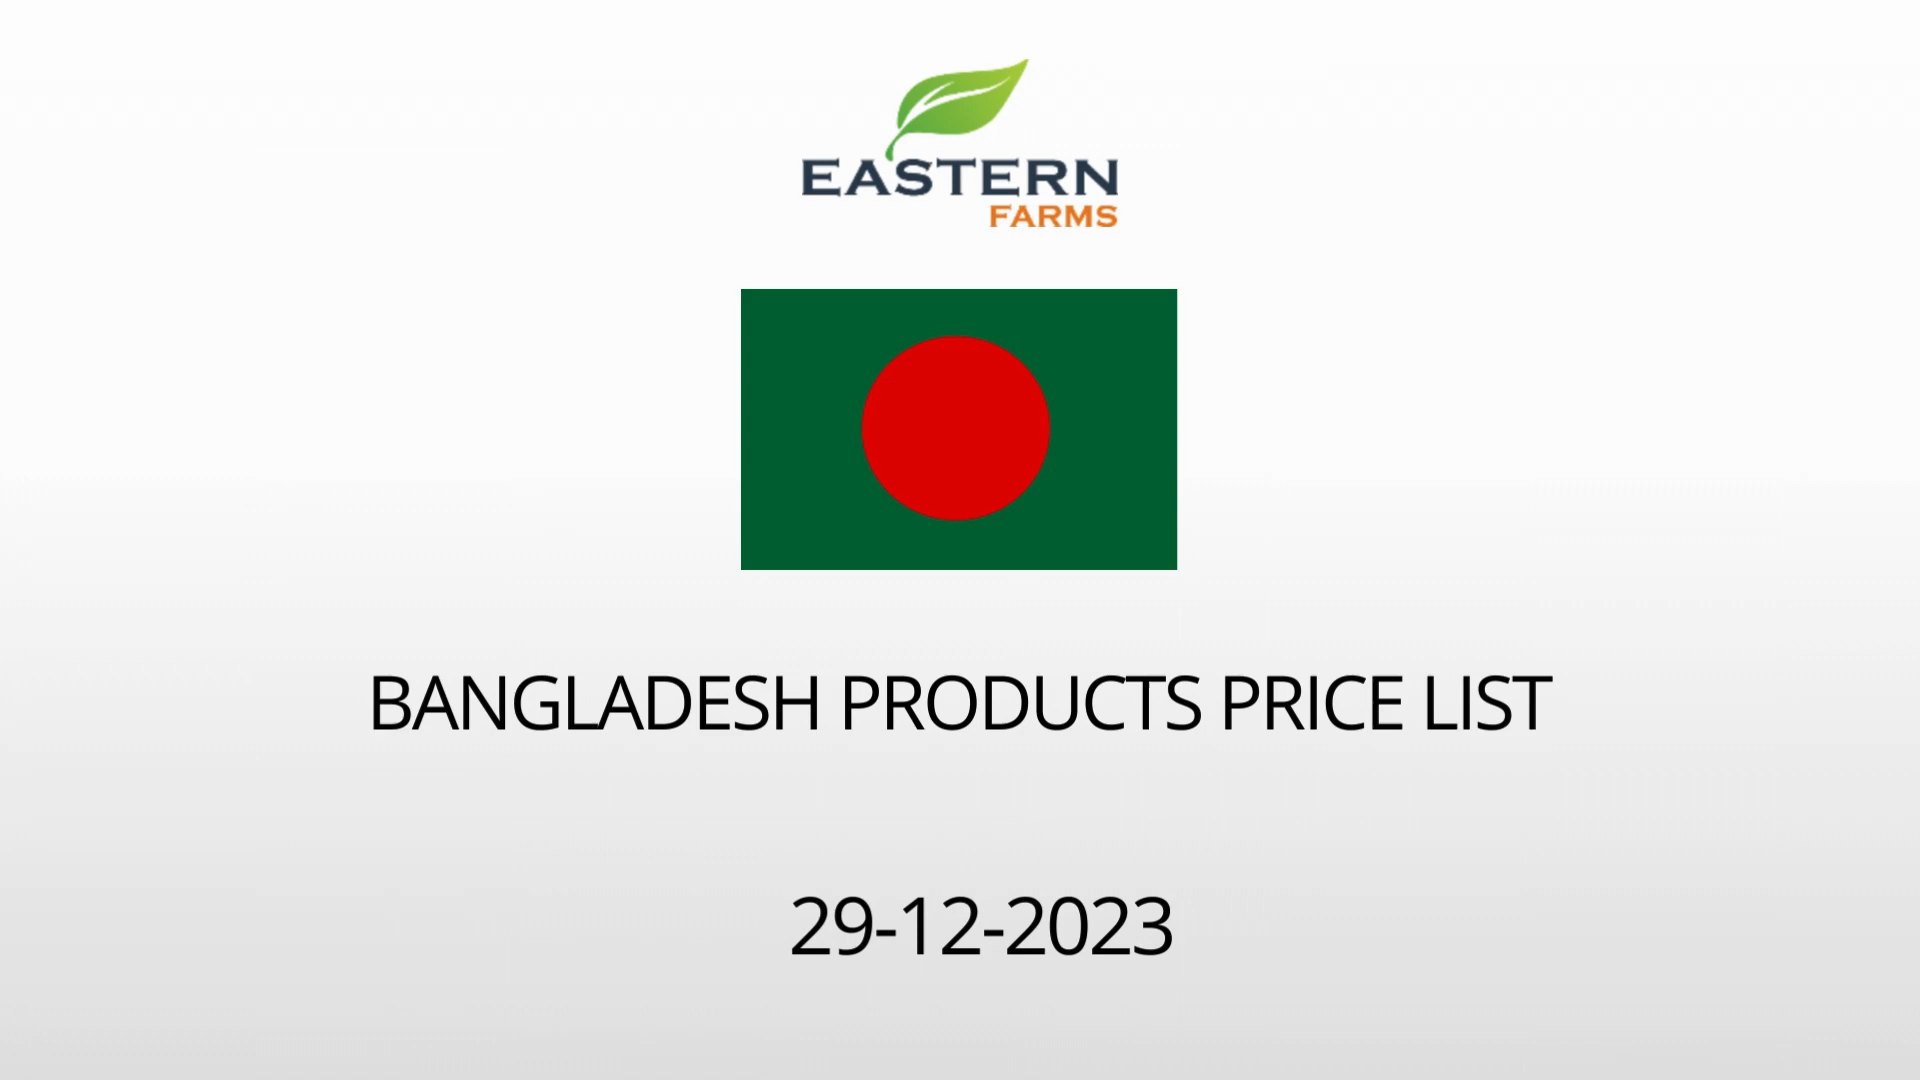 EASTERN
FARMS
BANGLADESH PRODUCTS PRICE LIST
29-12-2023